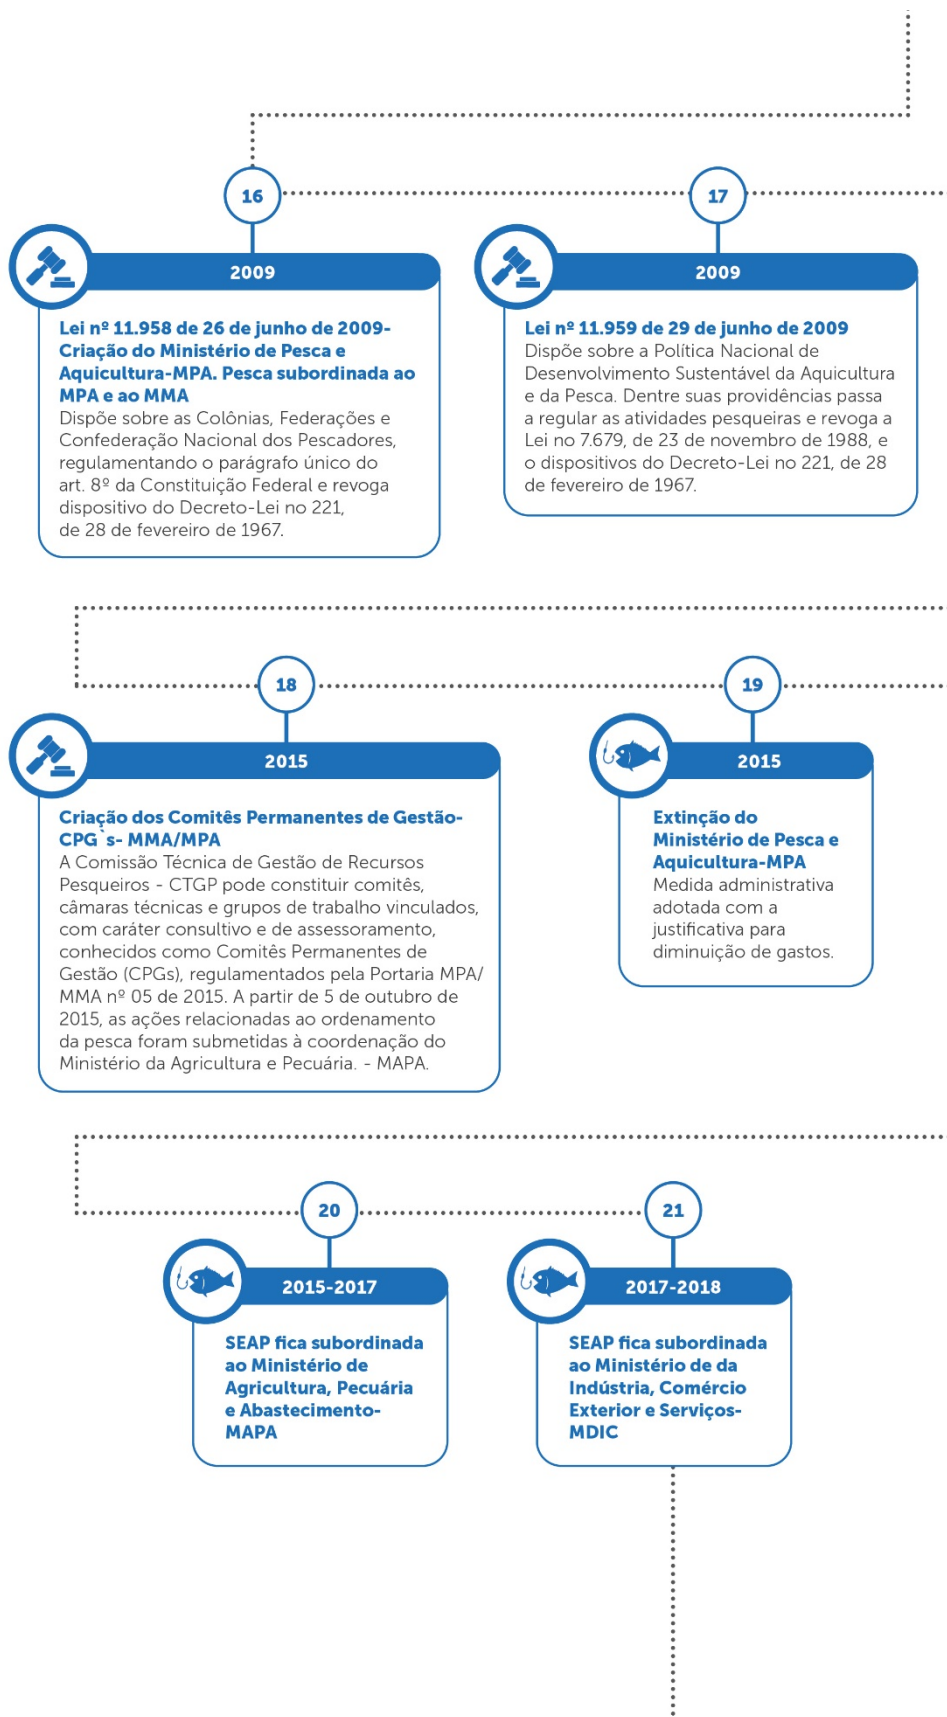 16
17
2009
Lei nº 11.958 de 26 de junho de 2009-
Criação do Ministério de Pesca e
Aquicultura-MPA. Pesca subordinada ao
MPA e ao MMA
Dispõe sobre as Colônias, Federações e
Confederação Nacional dos Pescadores,
regulamentando o parágrafo único do
art. 8º da Constituição Federal e revoga
dispositivo do Decreto-Lei no 221,
de 28 de fevereiro de 1967.
2009
Lei nº 11.959 de 29 de junho de 2009
Dispõe sobre a Política Nacional de
Desenvolvimento Sustentável da Aquicultura
e da Pesca. Dentre suas providências passa
a regular as atividades pesqueiras e revoga a
Lei no 7.679, de 23 de novembro de 1988, e
o dispositivos do Decreto-Lei no 221, de 28
de fevereiro de 1967.
18
19
2015
Criação dos Comitês Permanentes de Gestão-
CPG`s- MMA/MPA
A Comissão Técnica de Gestão de Recursos
Pesqueiros - CTGP pode constituir comitês,
câmaras técnicas e grupos de trabalho vinculados,
com caráter consultivo e de assessoramento,
conhecidos como Comitês Permanentes de
Gestão (CPGs), regulamentados pela Portaria MPA/
MMA nº 05 de 2015. A partir de 5 de outubro de
2015, as ações relacionadas ao ordenamento
da pesca foram submetidas à coordenação do
Ministério da Agricultura e Pecuária. - MAPA.
2015
Extinção do
Ministério de Pesca e
Aquicultura-MPA
Medida administrativa
adotada com a
justificativa para
diminuição de gastos.
20
21
2015-2017
SEAP fica subordinada
ao Ministério de
Agricultura, Pecuária
e Abastecimento-
MAPA
2017-2018
SEAP fica subordinada
ao Ministério de da
Indústria, Comércio
Exterior e Serviços-
MDIC